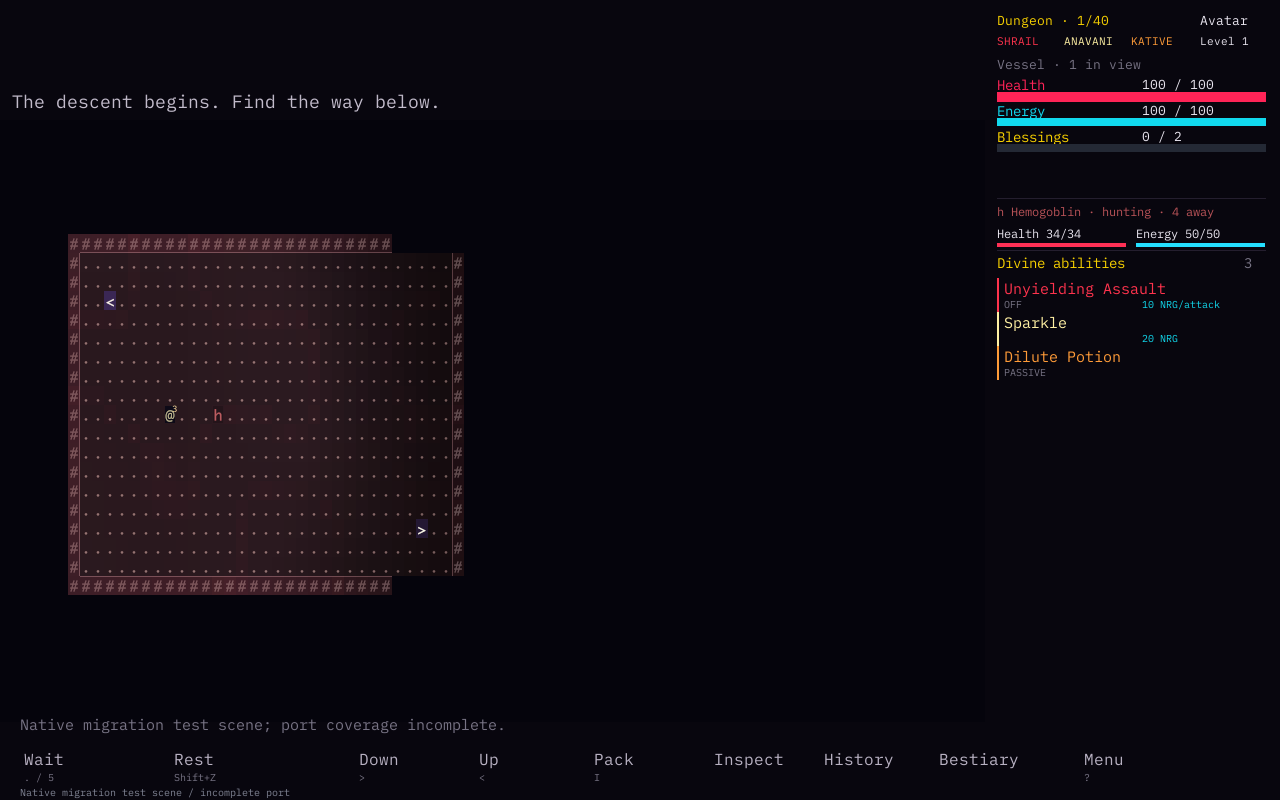 Dungeon · 1/40 Avatar
SHRAIL ANAVANI KATIVE Level 1
Vessel · 1 in view
Health 100 / 100
Energy 100 / 100
Blessings 0 / 2
The descent begins. Find the way below.
h Hemogoblin · hunting · 4 away
Health 34/34 Energy 50/50
Divine abilities 3
Unyielding Assault
OFF 10 NRG/attack
Sparkle
20 NRG
Dilute Potion
PASSIVE
<
@3 h
>
Native migration test scene; port coverage incomplete.
Wait Rest Down Up Pack Inspect History Bestiary Menu
. / 5 Shift+Z > < I ?
Native migration test scene / incomplete port